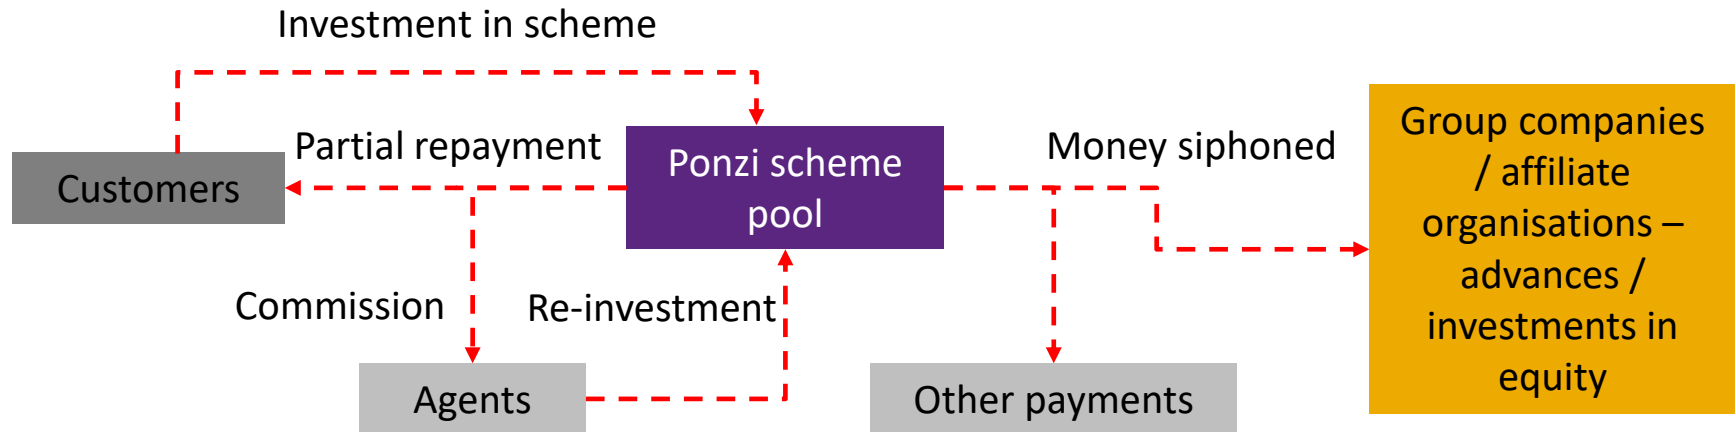 Investment in scheme
Partial repayment
Customers
Ponzi scheme
pool
Money siphoned
Group companies
/ affiliate
organisations –
advances /
investments in
equity
Commission
Re-investment
Agents
Other payments